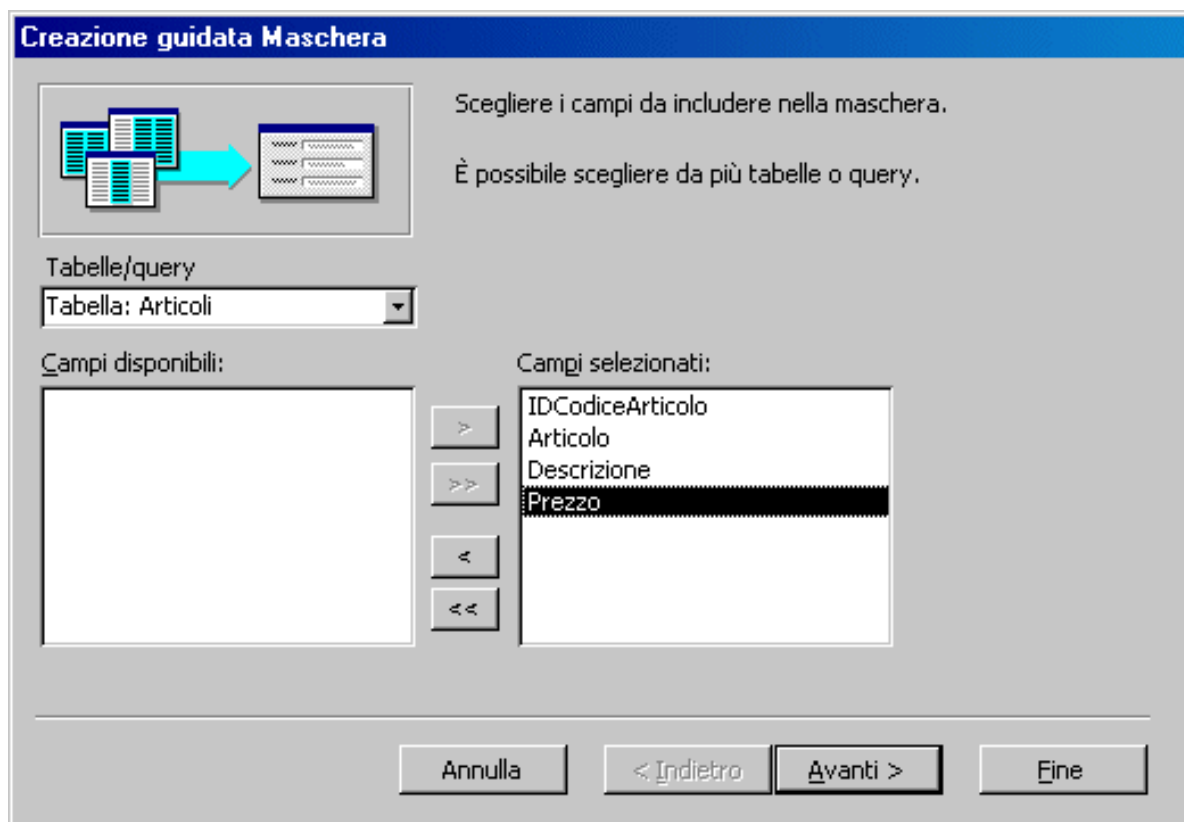 Creazione guidata Maschera
Scegliere i campi da includere nella maschera.
È possibile scegliere da più tabelle o query.
Tabelle/query
Tabella: Articoli
Campi disponibili:
Campi selezionati:
IDCodiceArticolo
Articolo
Descrizione
Prezzo
>
>>
<
<<
Annulla
< Indietro
Avanti >
Fine